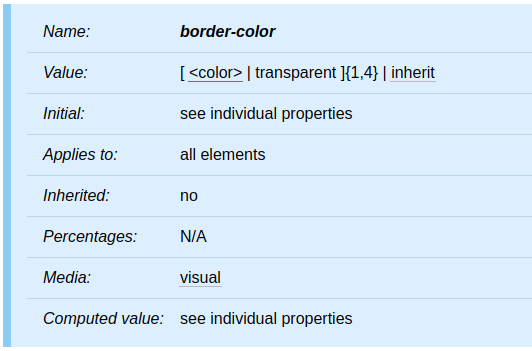 Name: border-color
Value: [ <color> | transparent ]{1,4} | inherit
Initial: see individual properties
Applies to: all elements
Inherited: no
Percentages: N/A
Media: visual
Computed value: see individual properties